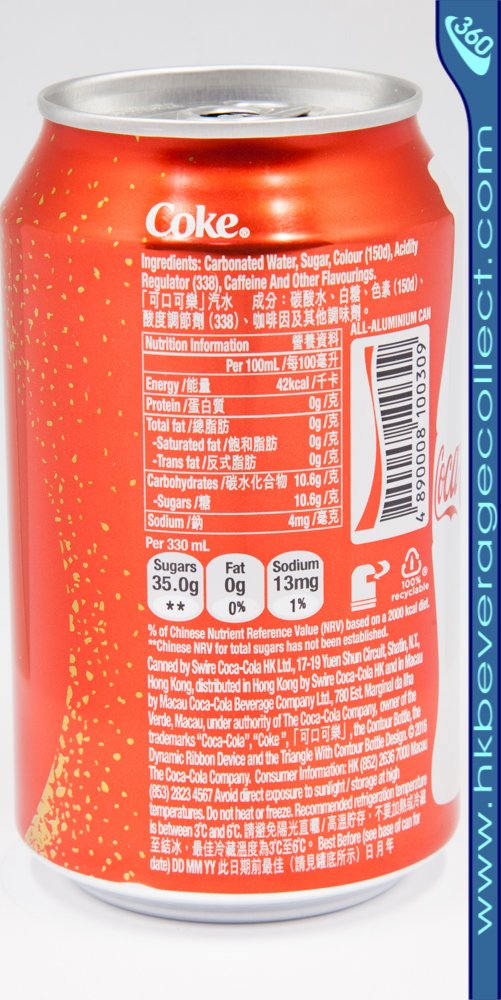 Coke®
Ingredients: Carbonated Water, Sugar, Colour (150d), Acidity
Regulator (338), Caffeine And Other Flavourings.
「可口可樂」汽水 成分：碳酸水、白糖、色素 (150d)、
酸度調節劑 (338)、咖啡因及其他調味劑。
ALL-ALUMINIUM CAN
Nutrition Information 營養資料
Per 100mL /每100毫升
Energy /能量 42kcal /千卡
Protein /蛋白質 0g /克
Total fat /總脂肪 0g /克
-Saturated fat /飽和脂肪 0g /克
-Trans fat /反式脂肪 0g /克
Carbohydrates /碳水化合物 10.6g /克
-Sugars /糖 10.6g /克
Sodium /鈉 4mg /毫克
4 890008 100309
Coca
Per 330 mL
Sugars Fat Sodium
35.0g 0g 13mg
** 0% 1%
100%
recyclable
% of Chinese Nutrient Reference Value (NRV) based on a 2000 kcal diet.
**Chinese NRV for total sugars has not been established.
Canned by Swire Coca-Cola HK Ltd., 17-19 Yuen Shun Circuit, Shatin, N.T.,
Hong Kong, distributed in Hong Kong by Swire Coca-Cola HK and in Macau
by Macau Coca-Cola Beverage Company Ltd., 780 Est. Marginal da Ilha
Verde, Macau, under authority of The Coca-Cola Company, owner of the
trademarks "Coca-Cola", "Coke", 「可口可樂」, the Contour Bottle, the
Dynamic Ribbon Device and the Triangle With Contour Bottle Design. © 2016
The Coca-Cola Company. Consumer Information: HK (852) 2636 7000 Macau
(853) 2823 4567 Avoid direct exposure to sunlight / storage at high
temperatures. Do not heat or freeze. Recommended refrigeration temperature
is between 3°C and 6°C. 請避免陽光直曬/高溫貯存，不要加熱或冷藏
至結冰，最佳冷藏溫度為3°C至6°C。 Best Before (see base of can for
date) DD MM YY 此日期前最佳（請見罐底所示）日 月 年
360
www.hkbeveragecollect.com